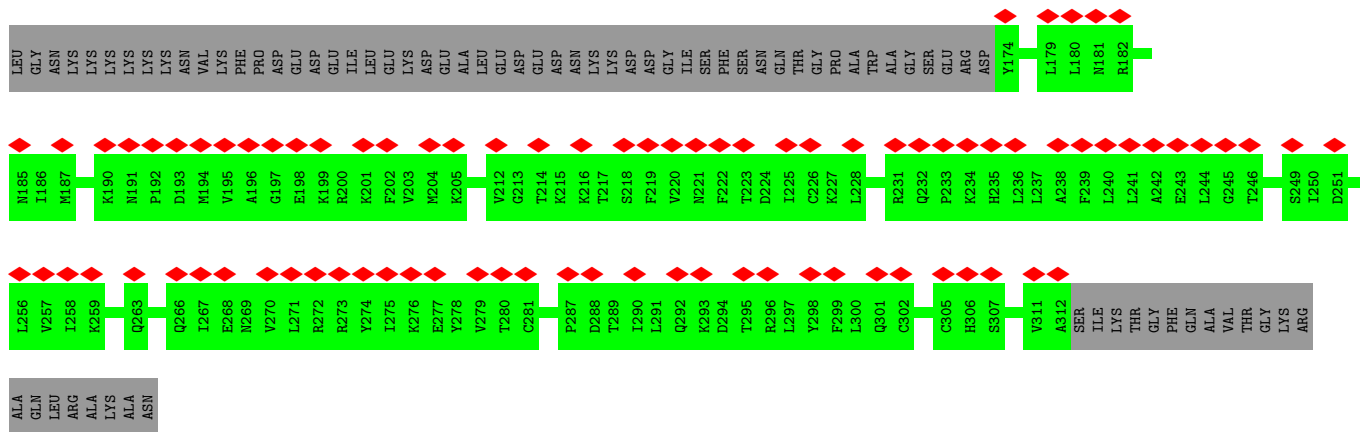 LEU GLY ASN LYS LYS LYS LYS LYS LYS ASN VAL LYS PHE PRO ASP GLU ASP GLU ILE LEU GLU LYS ASP GLU ALA LEU GLU ASP GLU ASP ASN LYS LYS ASP ASP GLY ILE SER PHE SER ASN GLN THR GLY PRO ALA TRP ALA GLY SER GLU ARG ASP Y174 L179 L180 N181 R182
N185 I186 M187 K190 N191 P192 D193 M194 V195 A196 G197 E198 K199 R200 K201 F202 V203 M204 K205 V212 G213 T214 K215 K216 T217 S218 F219 V220 N221 F222 T223 D224 I225 C226 K227 L228 R231 Q232 P233 K234 H235 L236 L237 A238 F239 L240 L241 A242 E243 L244 G245 T246 S249 I250 D251
L256 V257 I258 K259 Q263 Q266 I267 E268 N269 V270 L271 R272 R273 Y274 I275 K276 E277 Y278 V279 T280 C281 P287 D288 T289 I290 L291 Q292 K293 D294 T295 R296 L297 Y298 F299 L300 Q301 C302 C305 H306 S307 V311 A312 SER ILE LYS THR GLY PHE GLN ALA VAL THR GLY LYS ARG
ALA GLN LEU ARG ALA LYS ALA ASN